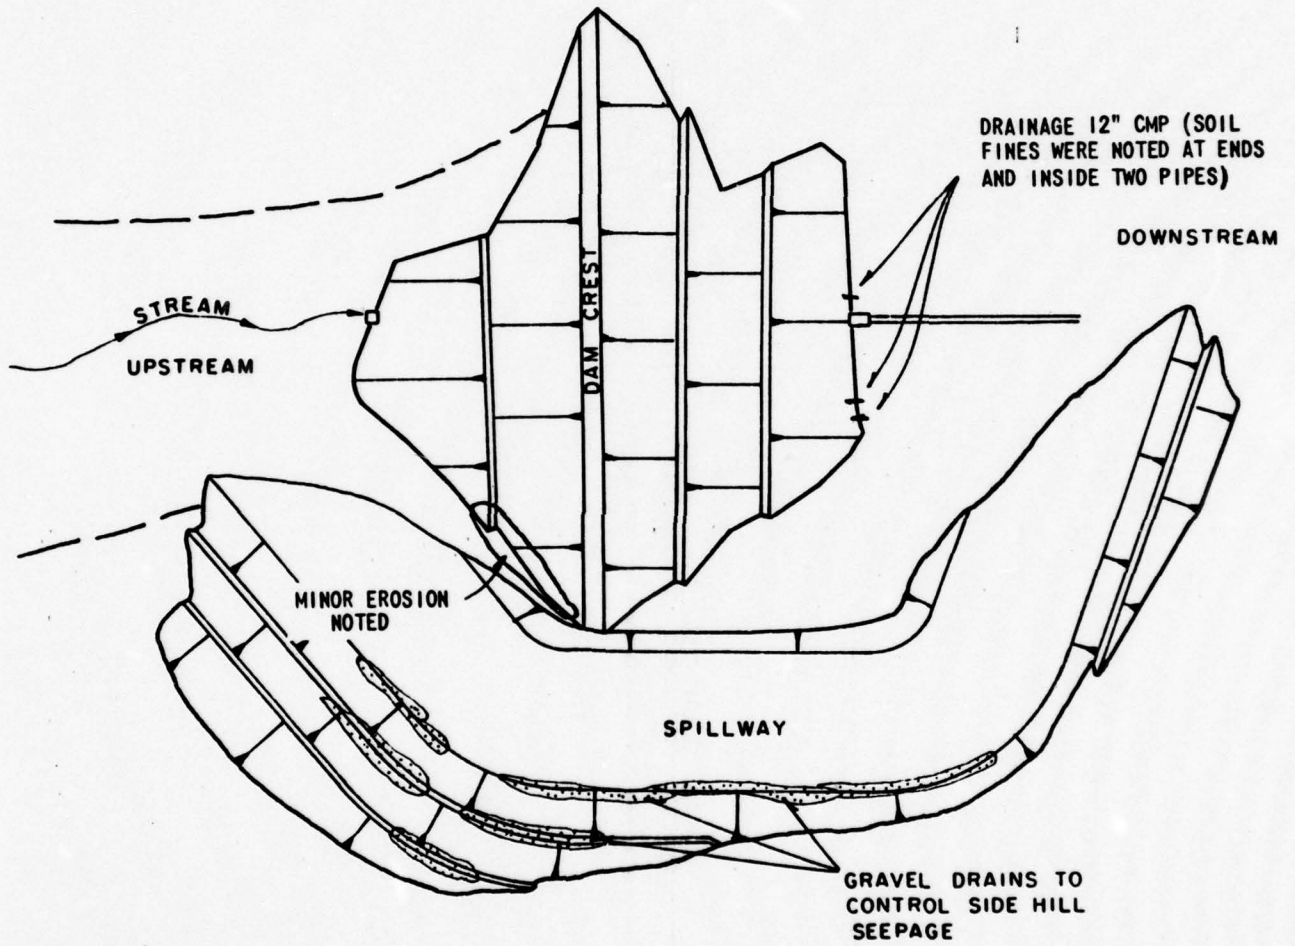 DRAINAGE 12" CMP (SOIL
FINES WERE NOTED AT ENDS
AND INSIDE TWO PIPES)
DOWNSTREAM
DAM CREST
STREAM
UPSTREAM
MINOR EROSION
NOTED
SPILLWAY
GRAVEL DRAINS TO
CONTROL SIDE HILL
SEEPAGE